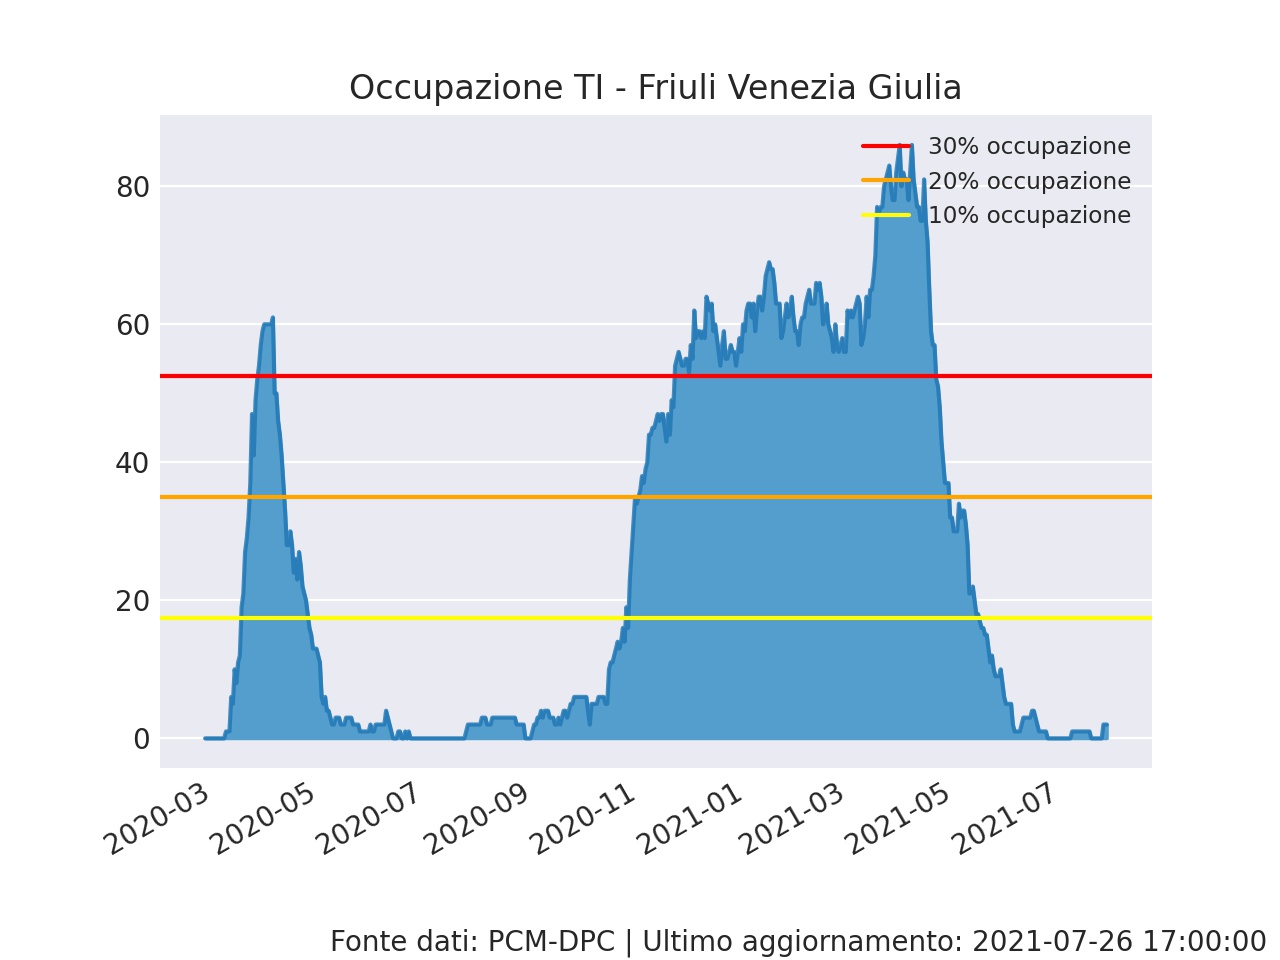 Occupazione TI - Friuli Venezia Giulia
30% occupazione
20% occupazione
10% occupazione
80
60
40
20
0
2020-03
2020-05
2020-07
2020-09
2020-11
2021-01
2021-03
2021-05
2021-07
Fonte dati: PCM-DPC | Ultimo aggiornamento: 2021-07-26 17:00:00